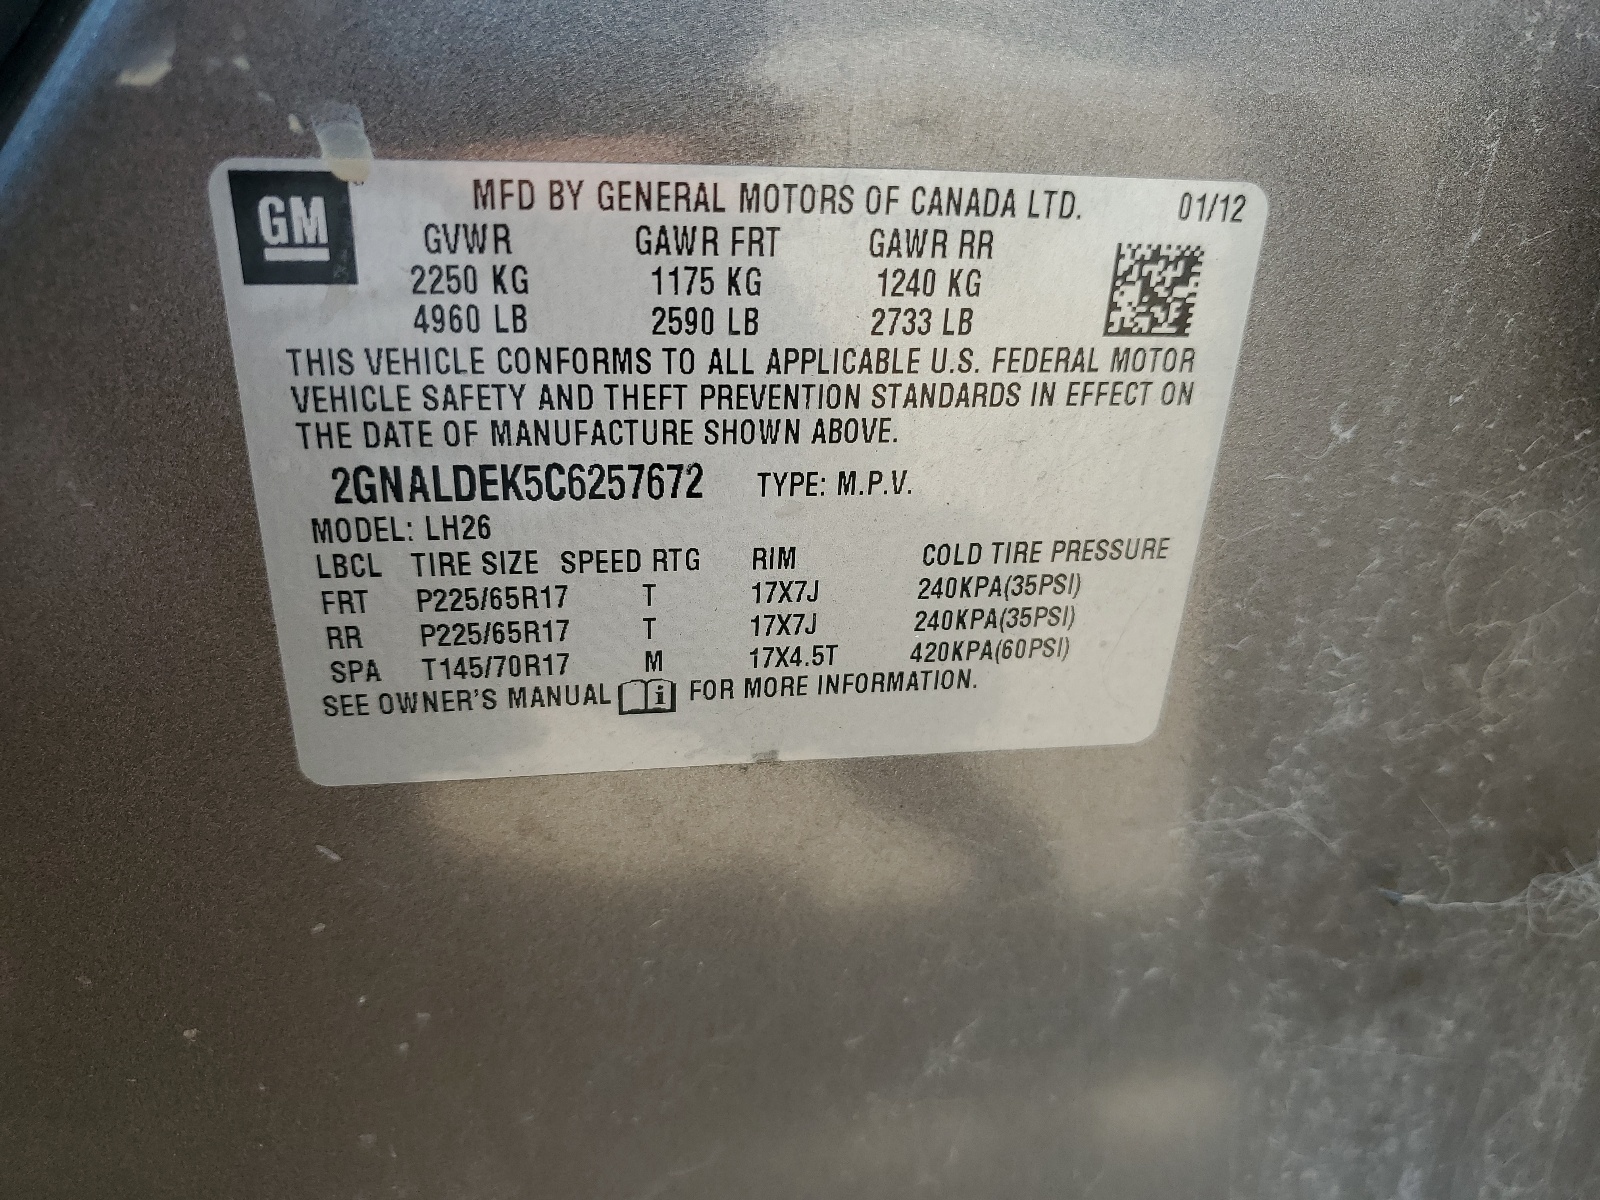 GM
MFD BY GENERAL MOTORS OF CANADA LTD. 01/12
GVWR GAWR FRT GAWR RR
2250 KG 1175 KG 1240 KG
4960 LB 2590 LB 2733 LB
THIS VEHICLE CONFORMS TO ALL APPLICABLE U.S. FEDERAL MOTOR
VEHICLE SAFETY AND THEFT PREVENTION STANDARDS IN EFFECT ON
THE DATE OF MANUFACTURE SHOWN ABOVE.
2GNALDEK5C6257672 TYPE: M.P.V.
MODEL: LH26
LBCL TIRE SIZE SPEED RTG RIM COLD TIRE PRESSURE
FRT P225/65R17 T 17X7J 240KPA(35PSI)
RR P225/65R17 T 17X7J 240KPA(35PSI)
SPA T145/70R17 M 17X4.5T 420KPA(60PSI)
SEE OWNER'S MANUAL i FOR MORE INFORMATION.